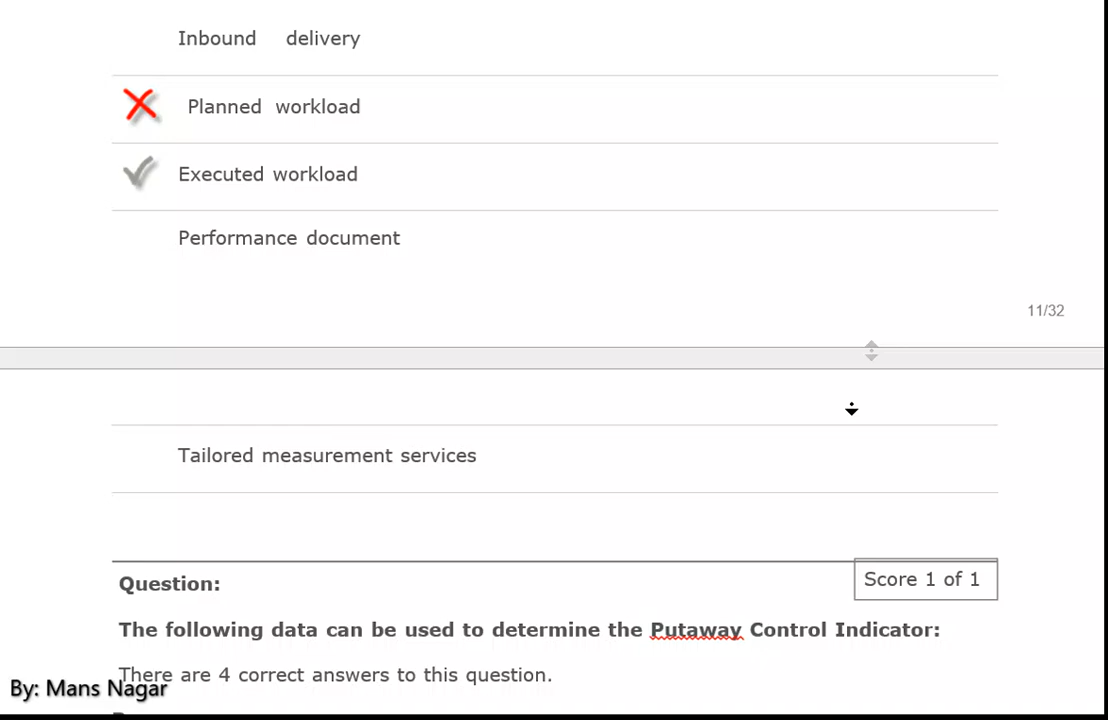 Inbound delivery
Planned workload
Executed workload
Performance document
11/32
Tailored measurement services
Score 1 of 1
Question:
The following data can be used to determine the Putaway Control Indicator:
There are 4 correct answers to this question.
By: Mans Nagar